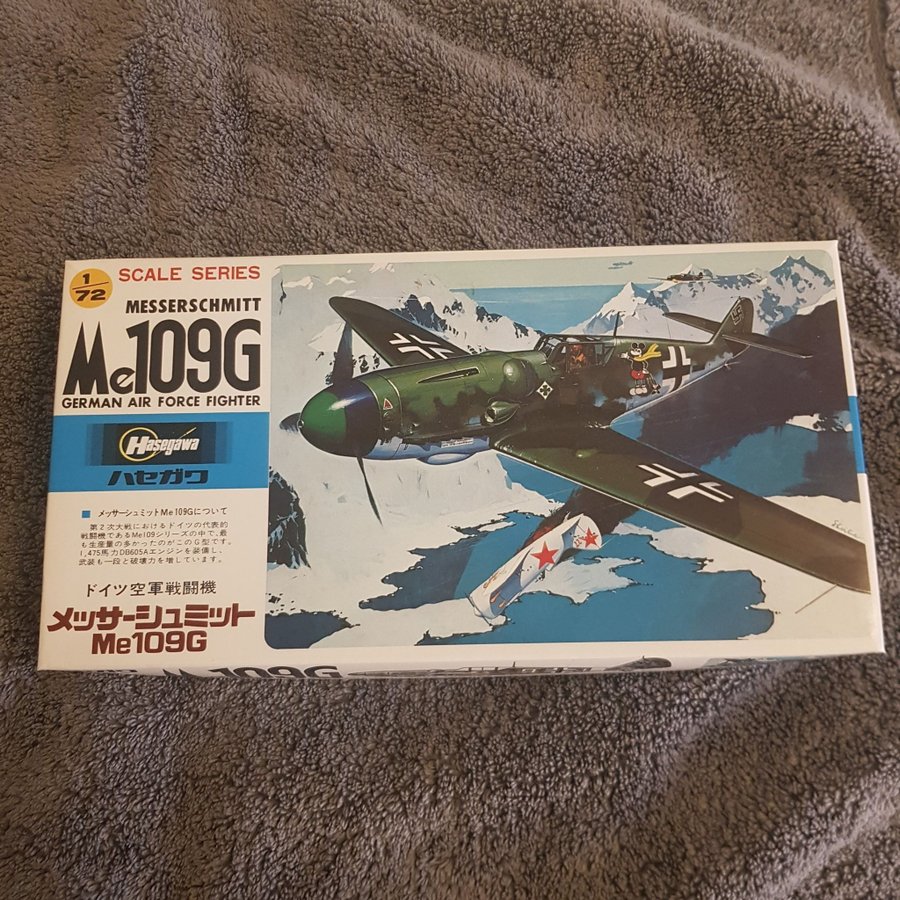 1/72 SCALE SERIES
MESSERSCHMITT
Me109G
GERMAN AIR FORCE FIGHTER
Hasegawa
ハセガワ
■ メッサーシュミットMe109Gについて
第2次大戦におけるドイツの代表的
戦闘機であるMe109シリーズの中で、最
も生産量の多かったのがこのG型です。
1,475馬力DB605Aエンジンを装備し、
武装も一段と破壊力を増しています。
ドイツ空軍戦闘機
メッサーシュミット
Me109G
Me109G